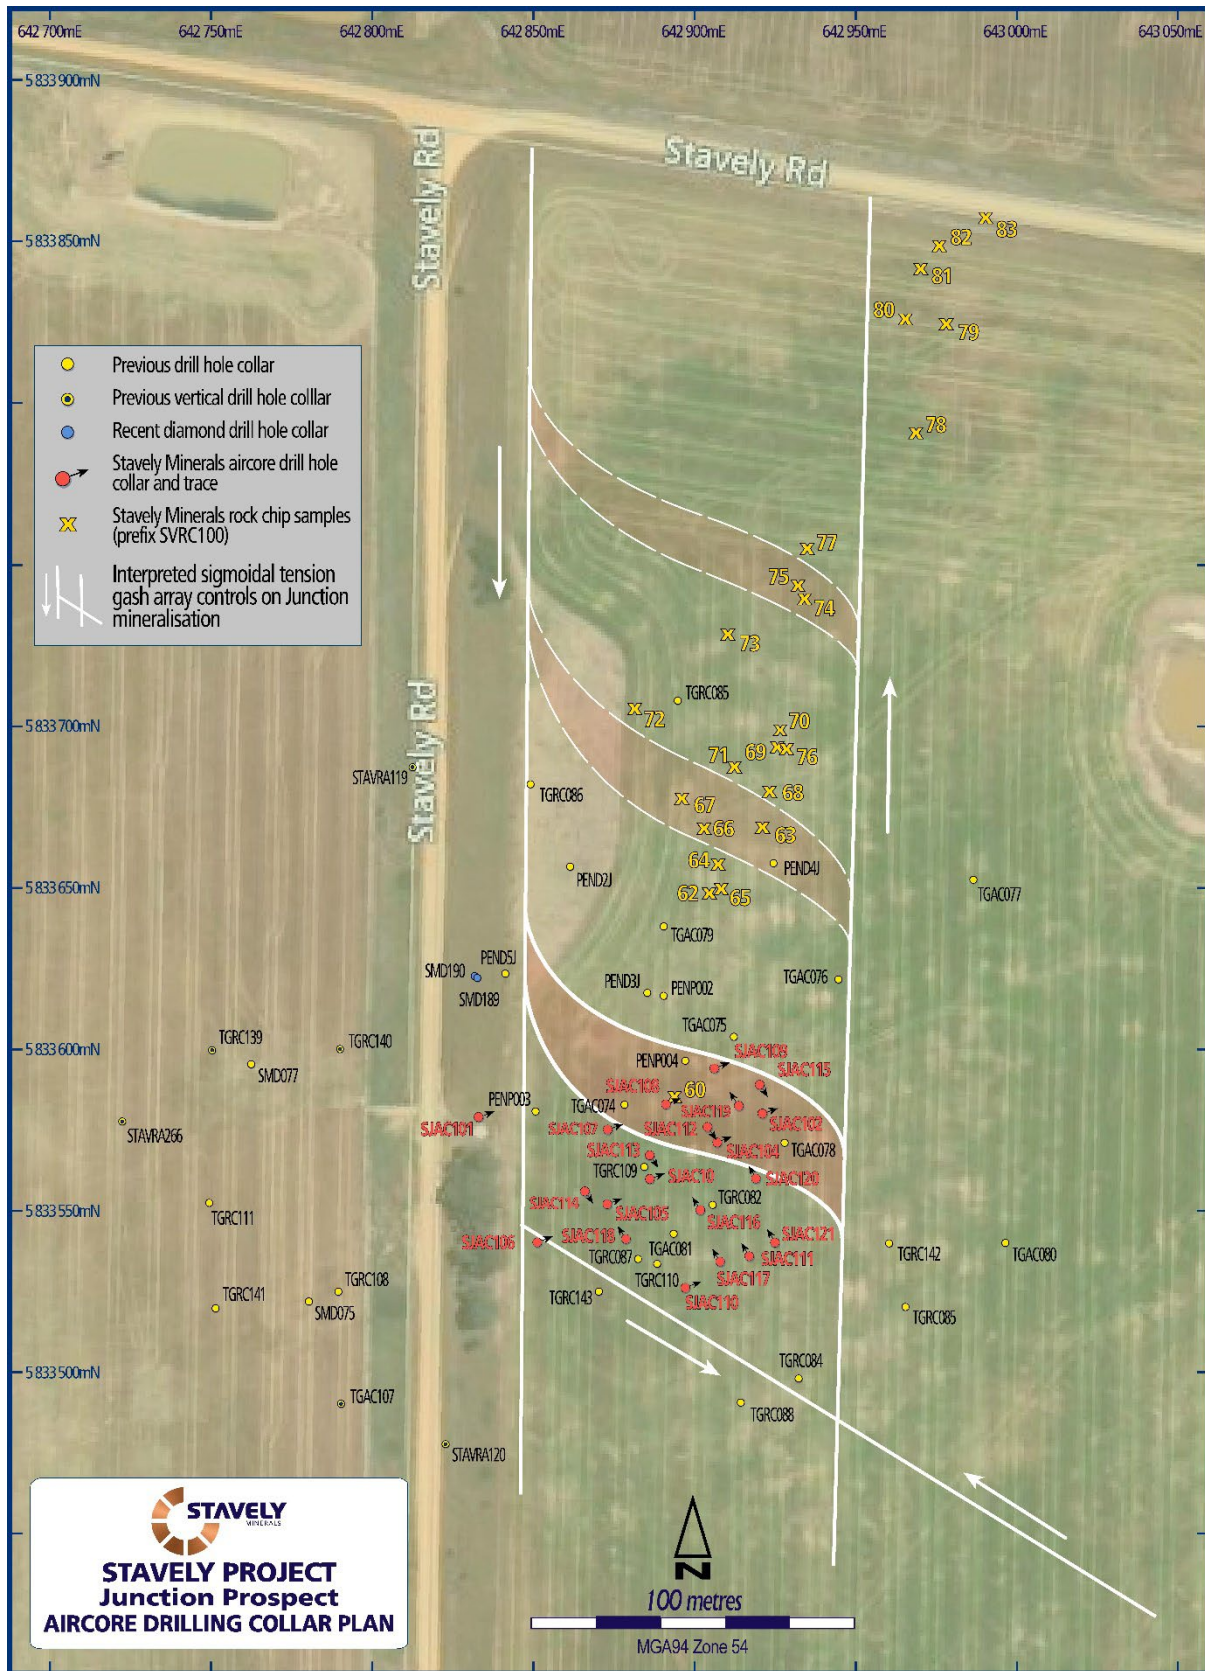 642 700mE
642 750mE
642 800mE
642 850mE
642 900mE
642 950mE
643 000mE
643 050mE
5 833 900mN
Stavely Rd
Stavely Rd
83
82
5 833 850mN
81
80
79
Previous drill hole collar
Previous vertical drill hole colllar
Recent diamond drill hole collar
Stavely Minerals aircore drill hole
collar and trace
Stavely Minerals rock chip samples
(prefix SVRC100)
Interpreted sigmoidal tension
gash array controls on Junction
mineralisation
78
77
75
74
73
TGRC085
72
5 833 700mN
70
69
76
71
Stavely Rd
STAVRA119
TGRC086
68
67
66
63
64
PEND4J
PEND2J
5 833 650mN
62
65
TGAC077
TGAC079
PEND5J
SMD190
SMD189
TGAC076
PEND3J
PENP002
TGAC075
5 833 600mN
TGRC139
TGRC140
SJAC109
PENP004
SMD077
SJAC115
SJAC108
60
PENP003
TGAC074
SJAC119
SJAC102
STAVRA266
SJAC101
SJAC107
SJAC112
SJAC104
TGAC078
SJAC113
TGRC109
SJAC10
SJAC120
SJAC114
SJAC105
TGRC082
5 833 550mN
TGRC111
SJAC116
SJAC106
SJAC118
TGAC081
SJAC121
TGRC142
TGAC080
TGRC087
SJAC111
TGRC110
SJAC117
TGRC108
TGRC141
SMD075
TGRC143
SJAC110
TGRC085
TGRC084
5 833 500mN
TGAC107
TGRC088
STAVRA120
STAVELY
MINERALS
STAVELY PROJECT
Junction Prospect
AIRCORE DRILLING COLLAR PLAN
N
100 metres
MGA94 Zone 54